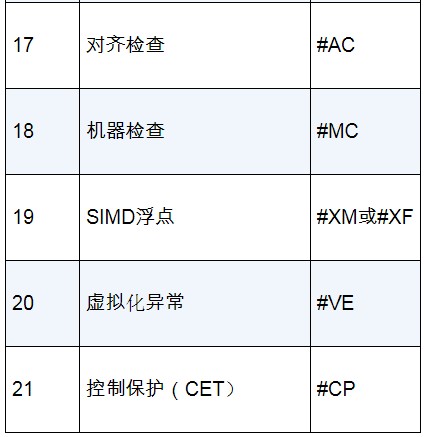 17 对齐检查 #AC
18 机器检查 #MC
19 SIMD浮点 #XM或#XF
20 虚拟化异常 #VE
21 控制保护（CET） #CP